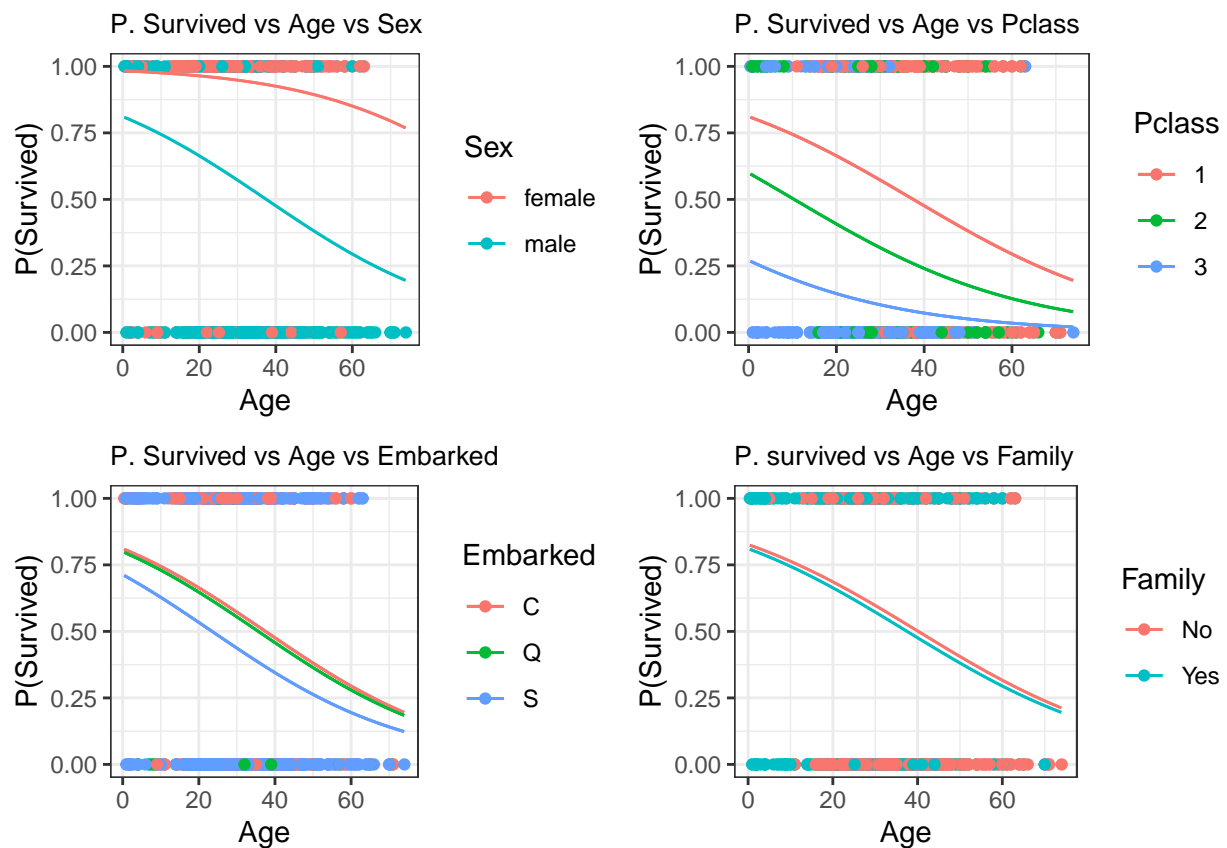 P. Survived vs Age vs Sex
1.00
0.75
0.50
0.25
0.00
P(Survived)
0 20 40 60
Age
Sex
female
male
P. Survived vs Age vs Pclass
1.00
0.75
0.50
0.25
0.00
P(Survived)
0 20 40 60
Age
Pclass
1
2
3
P. Survived vs Age vs Embarked
1.00
0.75
0.50
0.25
0.00
P(Survived)
0 20 40 60
Age
Embarked
C
Q
S
P. survived vs Age vs Family
1.00
0.75
0.50
0.25
0.00
P(Survived)
0 20 40 60
Age
Family
No
Yes